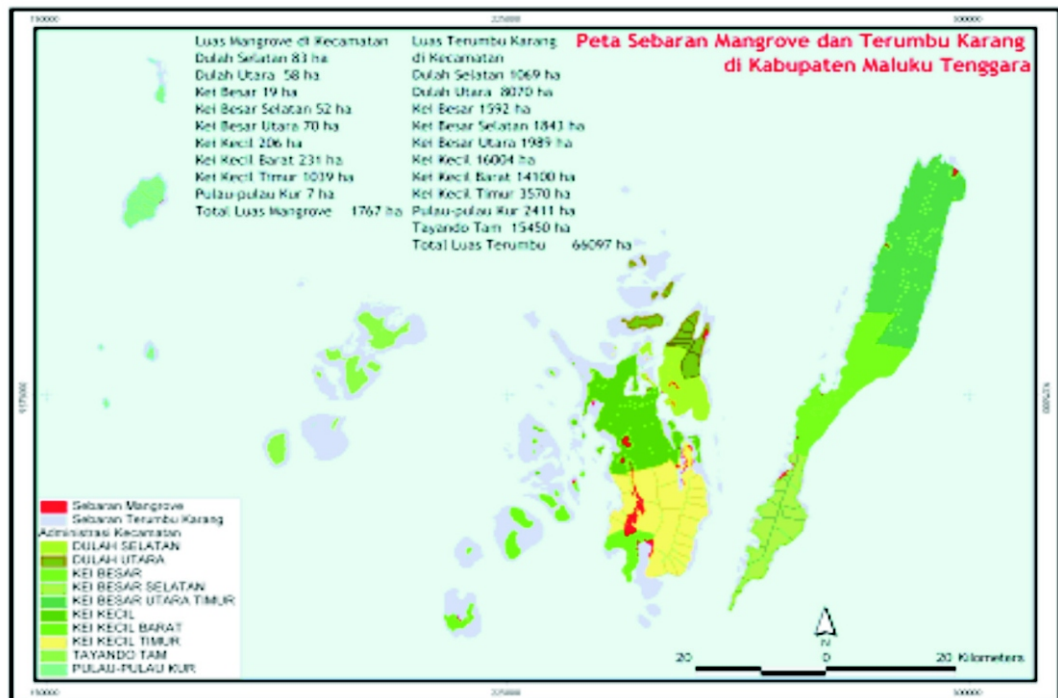 150000 225000 300000
Peta Sebaran Mangrove dan Terumbu Karang
di Kabupaten Maluku Tenggara
Luas Mangrove di Kecamatan
Dulah Selatan 83 ha
Dulah Utara 58 ha
Kei Besar 19 ha
Kei Besar Selatan 52 ha
Kei Besar Utara 70 ha
Kei Kecil 206 ha
Kei Kecil Barat 231 ha
Kei Kecil Timur 1039 ha
Pulau-pulau Kur 7 ha
Total Luas Mangrove 1767 ha
Luas Terumbu Karang
di Kecamatan
Dulah Selatan 1069 ha
Dulah Utara 8070 ha
Kei Besar 1592 ha
Kei Besar Selatan 1843 ha
Kei Besar Utara 1989 ha
Kei Kecil 16004 ha
Kei Kecil Barat 14100 ha
Kei Kecil Timur 3570 ha
Pulau-pulau Kur 2411 ha
Tayando Tam 15450 ha
Total Luas Terumbu 66097 ha
Sebaran Mangrove
Sebaran Terumbu Karang
Administrasi Kecamatan
DULAH SELATAN
DULAH UTARA
KEI BESAR
KEI BESAR SELATAN
KEI BESAR UTARA TIMUR
KEI KECIL
KEI KECIL BARAT
KEI KECIL TIMUR
TAYANDO TAM
PULAU-PULAU KUR
N
20 0 20 Kilometers
150000 225000 300000